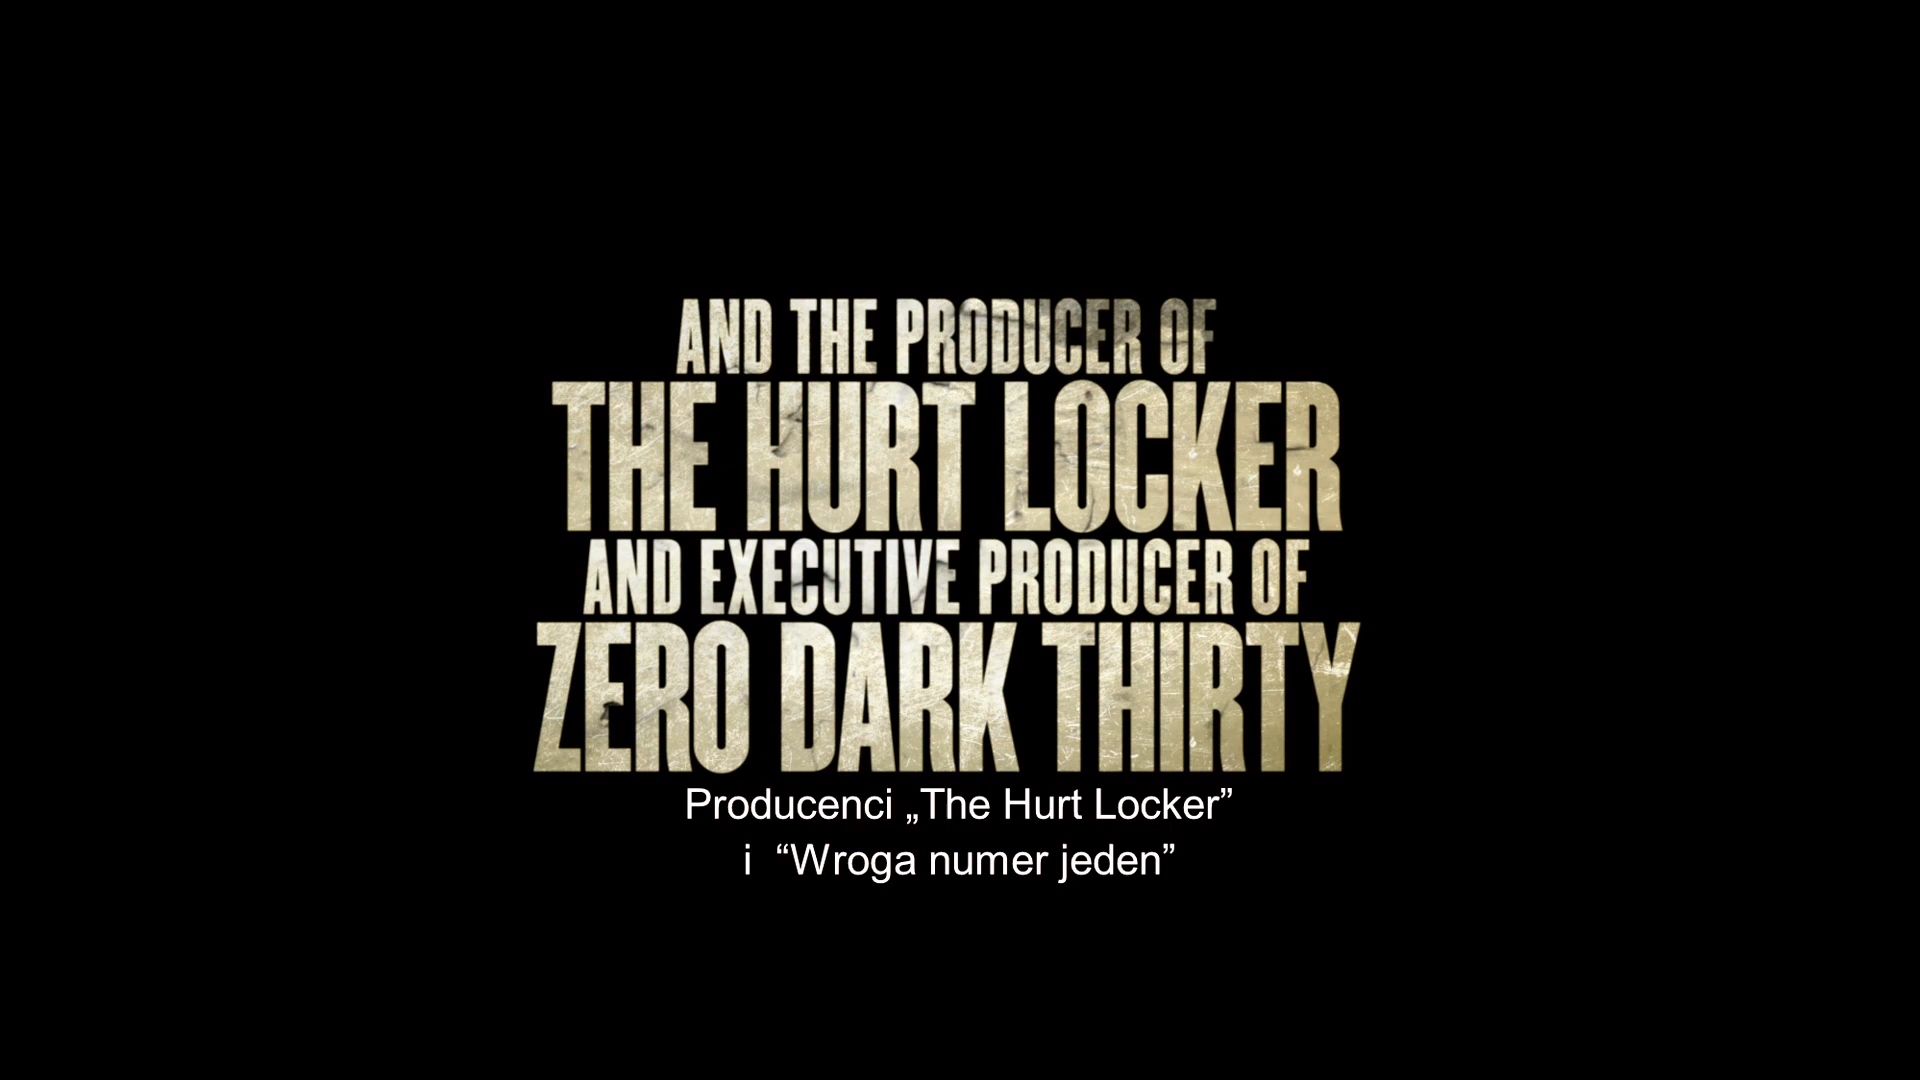 AND THE PRODUCER OF
THE HURT LOCKER
AND EXECUTIVE PRODUCER OF
ZERO DARK THIRTY
Producenci „The Hurt Locker”
i  “Wroga numer jeden”